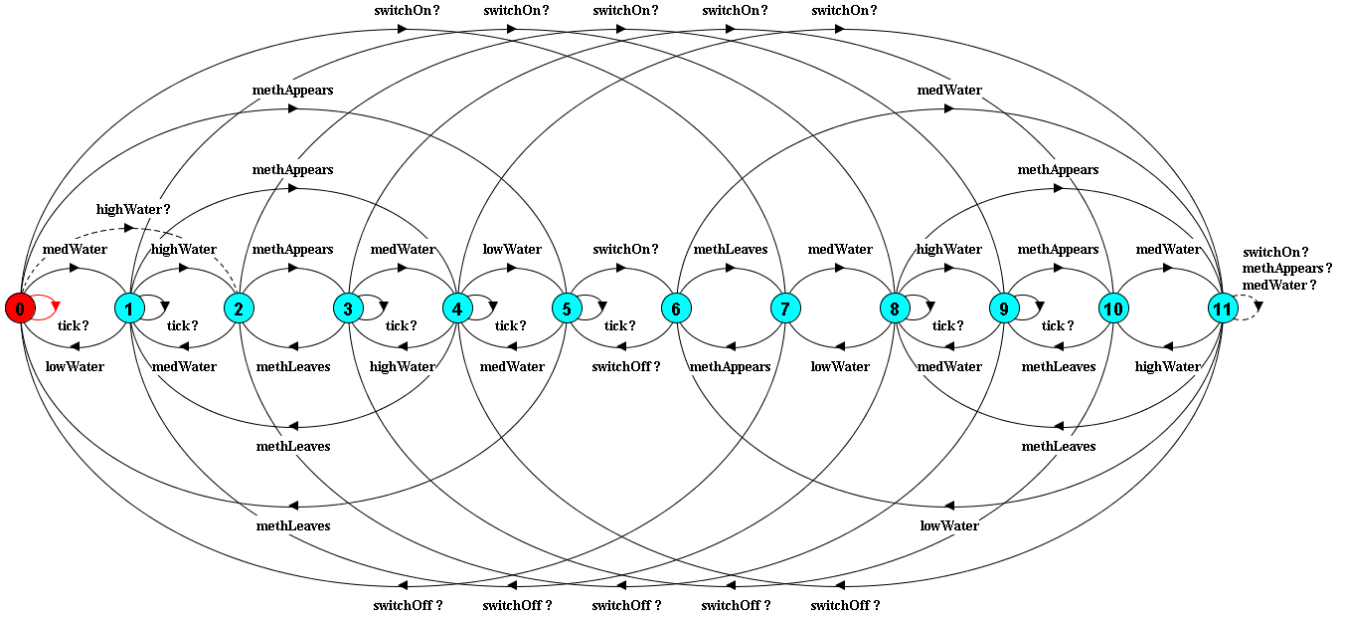 switchOn? switchOn? switchOn? switchOn? switchOn?
methAppears medWater
methAppears methAppears
highWater?
medWater highWater methAppears medWater lowWater switchOn? methLeaves medWater highWater methAppears medWater switchOn?
methAppears?
medWater?
0 1 2 3 4 5 6 7 8 9 10 11
tick? tick? tick? tick? tick? tick? tick?
lowWater medWater methLeaves highWater medWater switchOff? methAppears lowWater medWater methLeaves highWater
methLeaves methLeaves
methLeaves lowWater
switchOff? switchOff? switchOff? switchOff? switchOff?